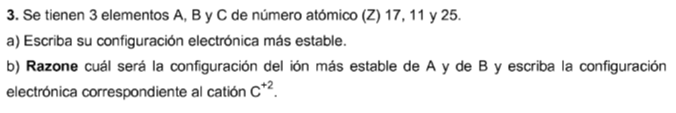 3. Se tienen 3 elementos A, B y C de número atómico (Z) 17, 11 y 25.
a) Escriba su configuración electrónica más estable.
b) Razone cuál será la configuración del ión más estable de A y de B y escriba la configuración
electrónica correspondiente al catión C⁺².